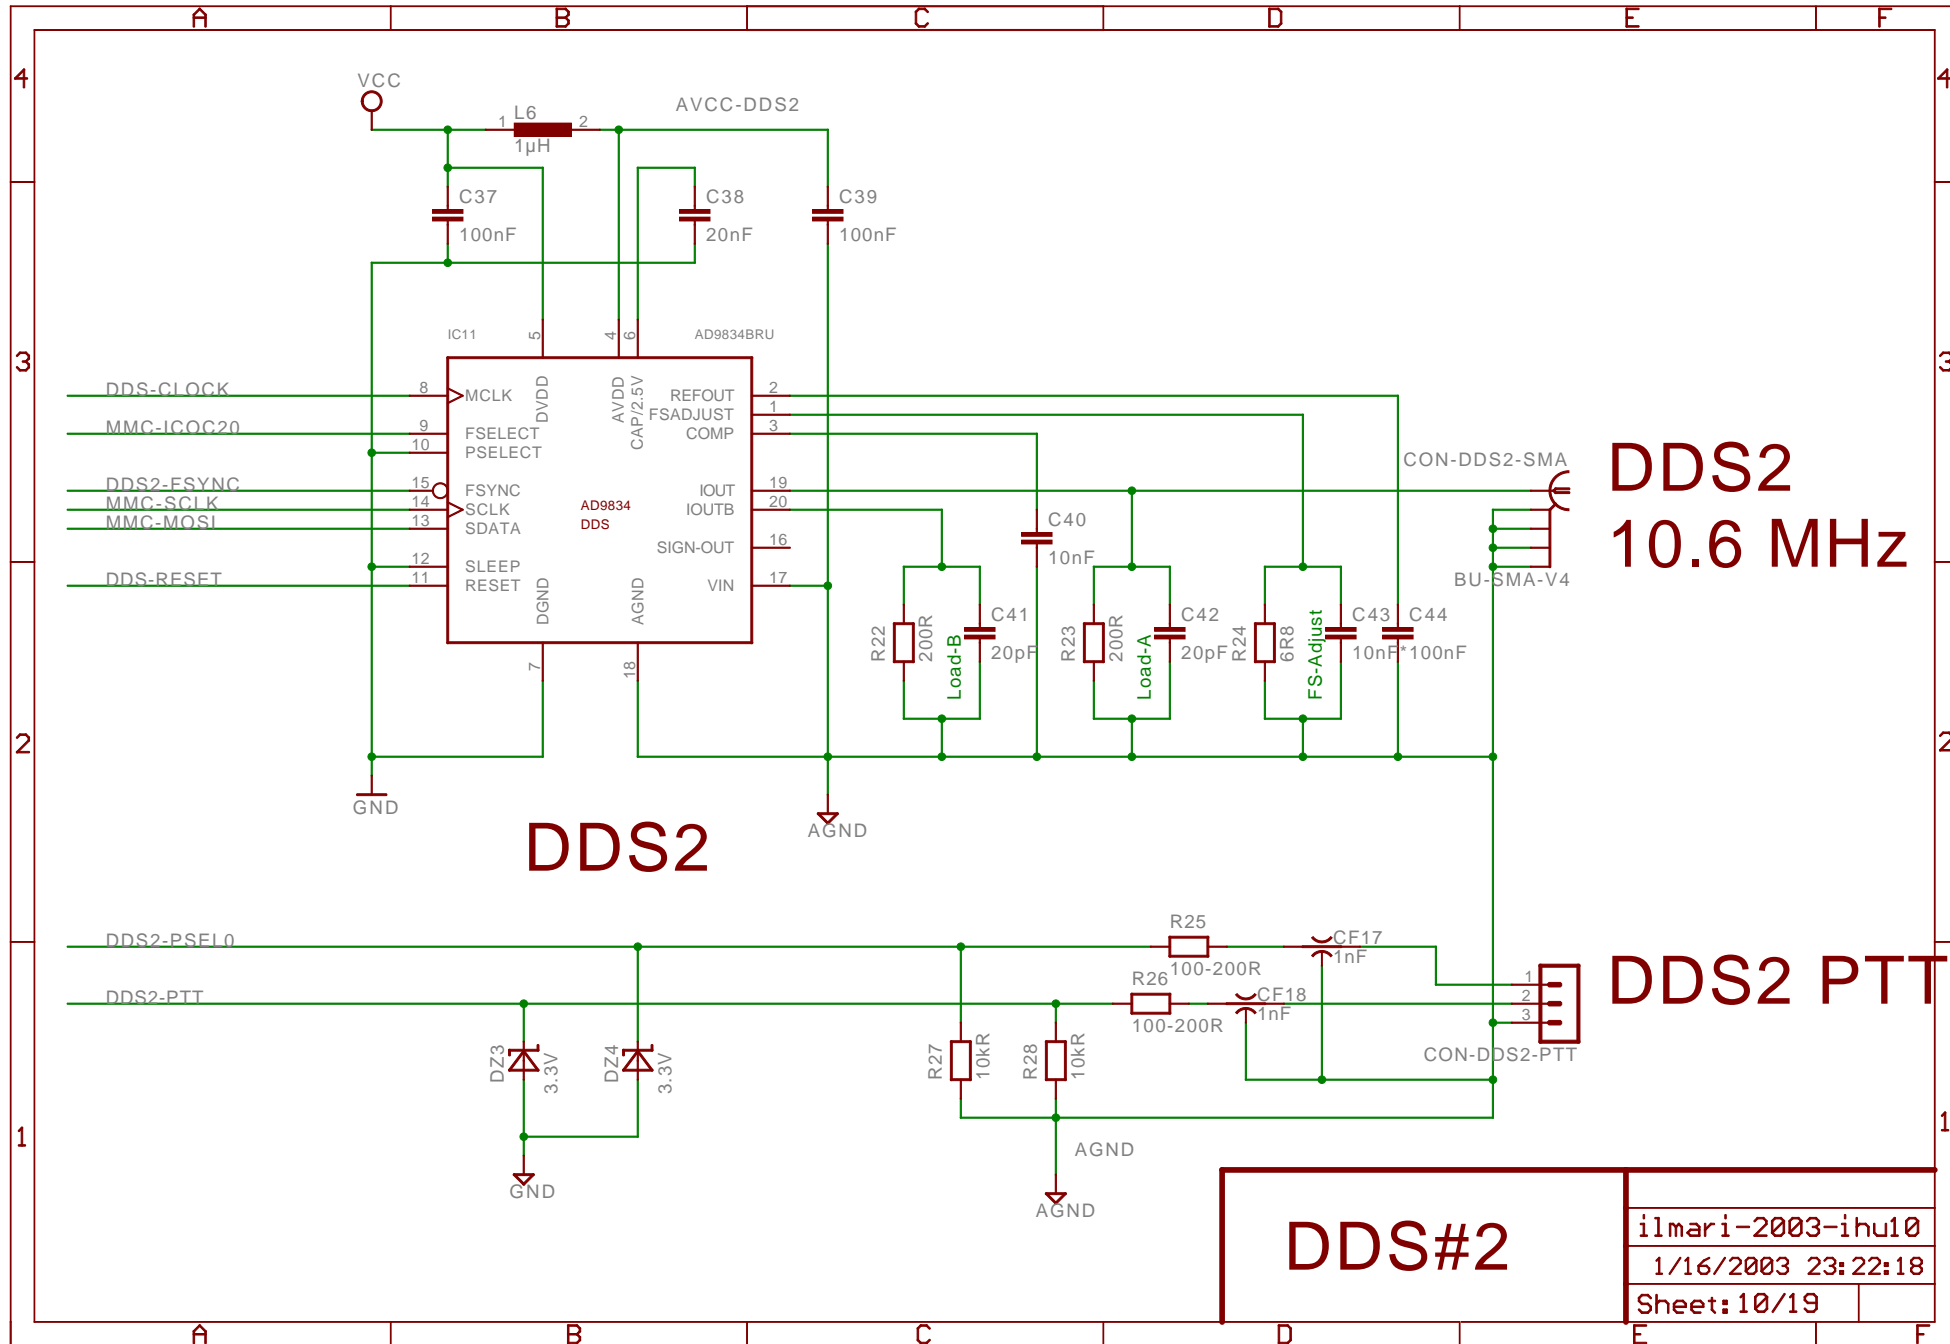 A B C D E F
4 4
VCC
L6
1 2
1µH
AVCC-DDS2
C37
100nF
C38
20nF
C39
100nF
IC11
5
4
6
AD9834BRU
3 3
DDS-CLOCK
8
MCLK
DVDD
AVDD
CAP/2.5V
REFOUT
2
FSADJUST
1
MMC-ICOC20
9
FSELECT
COMP
3
10
PSELECT
CON-DDS2-SMA
DDS2
DDS2-FSYNC
15
FSYNC
IOUT
19
MMC-SCLK
14
SCLK
AD9834
IOUTB
20
MMC-MOSI
13
SDATA
DDS
C40
10nF
10.6 MHz
SIGN-OUT
16
12
SLEEP
DDS-RESET
11
RESET
VIN
17
BU-SMA-V4
DGND
AGND
7
18
R22
200R
Load-B
C41
20pF
R23
200R
Load-A
C42
20pF
R24
6R8
FS-Adjust
C43
10nF*
C44
100nF
2 2
GND
AGND
DDS2
DDS2-PSEL0
R25
100-200R
CF17
1nF
DDS2-PTT
R26
100-200R
CF18
1nF
1
2
3
DDS2 PTT
CON-DDS2-PTT
DZ3
3.3V
DZ4
3.3V
R27
10kR
R28
10kR
1 1
AGND
GND
AGND
DDS#2
ilmari-2003-ihu10
1/16/2003 23:22:18
Sheet: 10/19
A B C D E F